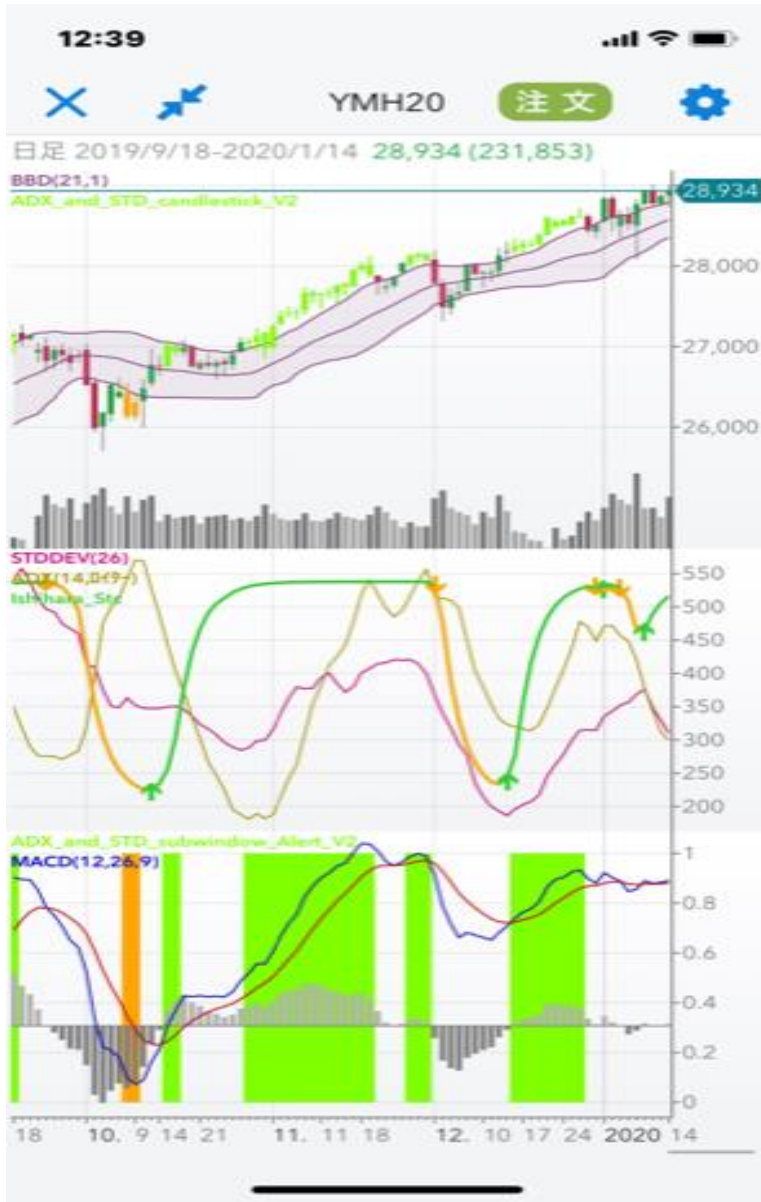 12:39
YMH20 注文
日足 2019/9/18-2020/1/14 28,934 (231,853)
BBD(21,1)
ADX_and_STD_candlestick_V2
28,934
28,000
27,000
26,000
STDDEV(26)
Ishihara_Stc
550
500
450
400
350
300
250
200
ADX_and_STD_subwindow_Alert_V2
MACD(12,26,9)
1
0.8
0.6
0.4
0.2
0
18 10. 9 14 21 11. 11 18 12. 10 17 24 2020 14